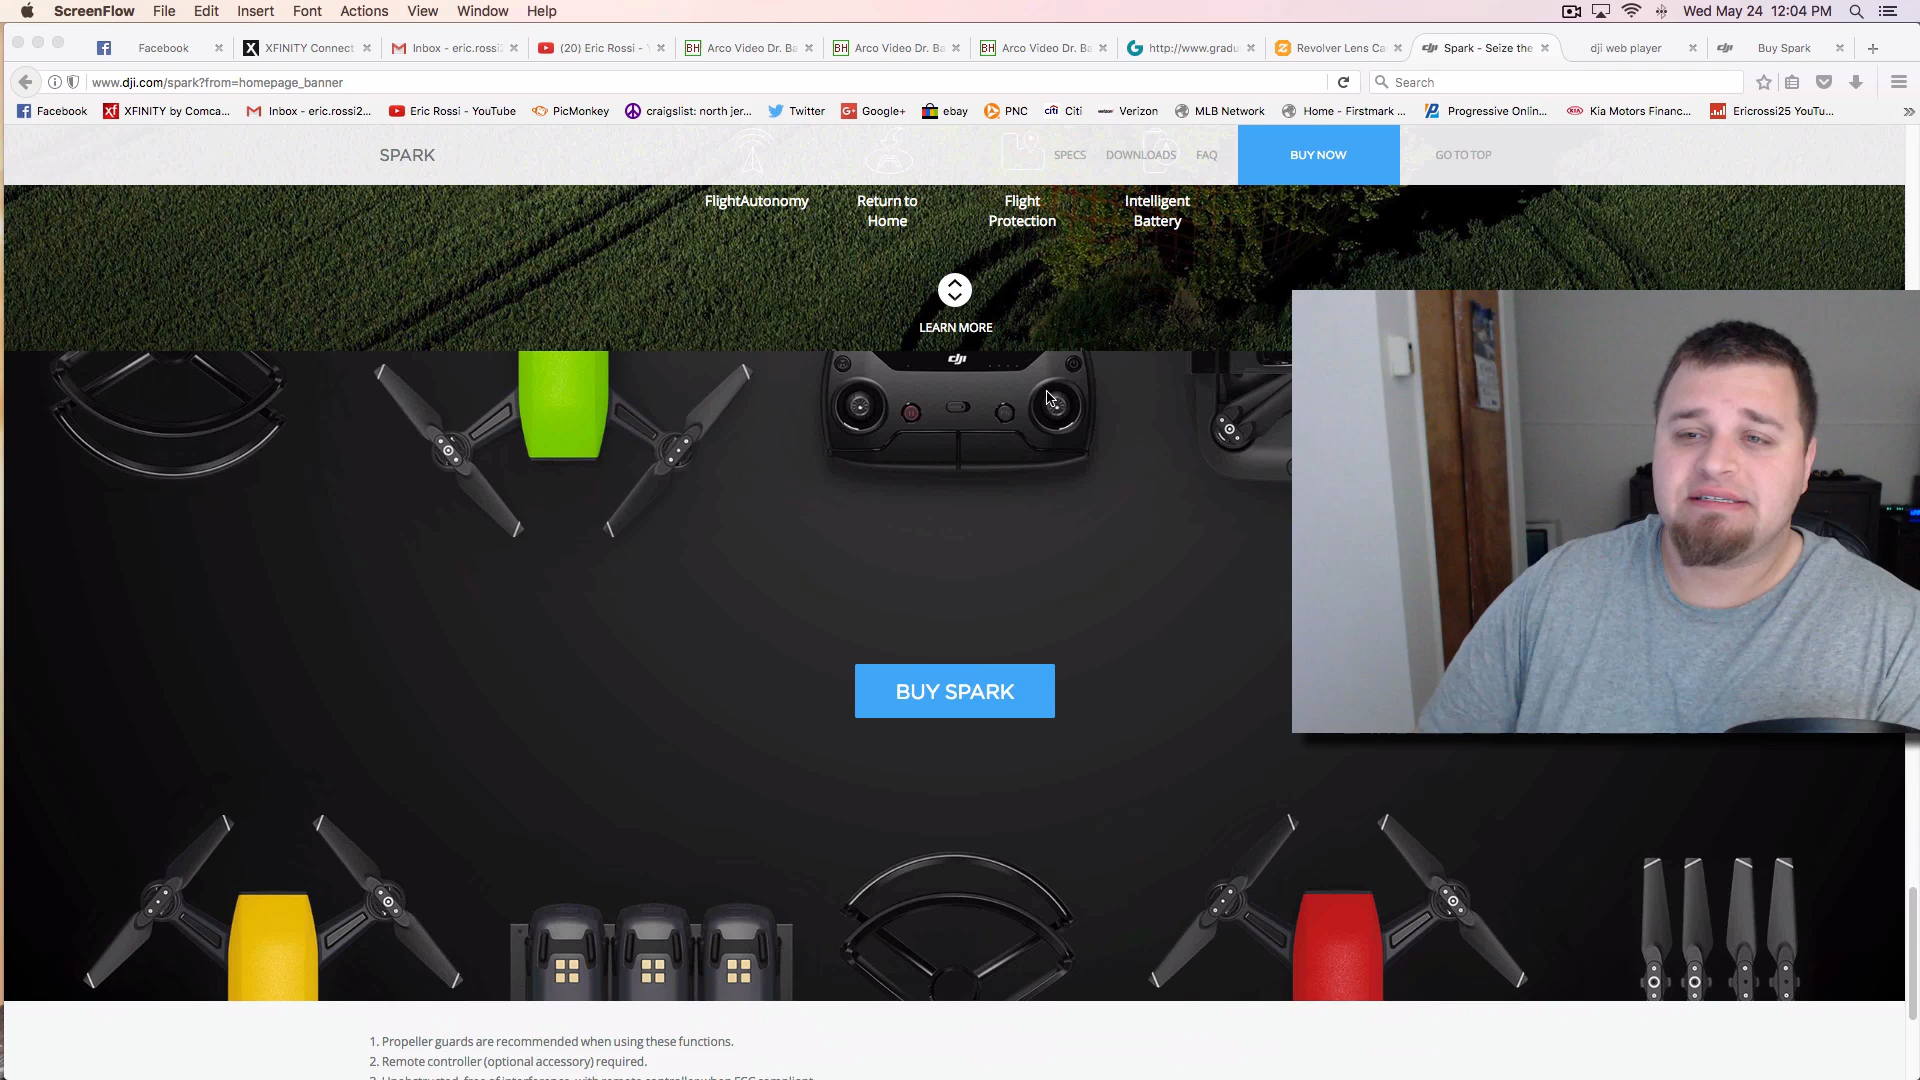 ScreenFlow File Edit Insert Font Actions View Window Help Wed May 24 12:04 PM
Facebook XFINITY Connect Inbox - eric.rossi2 (20) Eric Rossi - Arco Video Dr. Ba Arco Video Dr. Ba Arco Video Dr. Ba http://www.gradu Revolver Lens Ca Spark - Seize the dji web player Buy Spark
www.dji.com/spark?from=homepage_banner Search
Facebook XFINITY by Comca... Inbox - eric.rossi2... Eric Rossi - YouTube PicMonkey craigslist: north jer... Twitter Google+ ebay PNC Citi Verizon MLB Network Home - Firstmark ... Progressive Onlin... Kia Motors Financ... Ericrossi25 YouTu...
SPARK SPECS DOWNLOADS FAQ BUY NOW GO TO TOP
FlightAutonomy Return to Home Flight Protection Intelligent Battery
LEARN MORE
dji
BUY SPARK
1. Propeller guards are recommended when using these functions.
2. Remote controller (optional accessory) required.